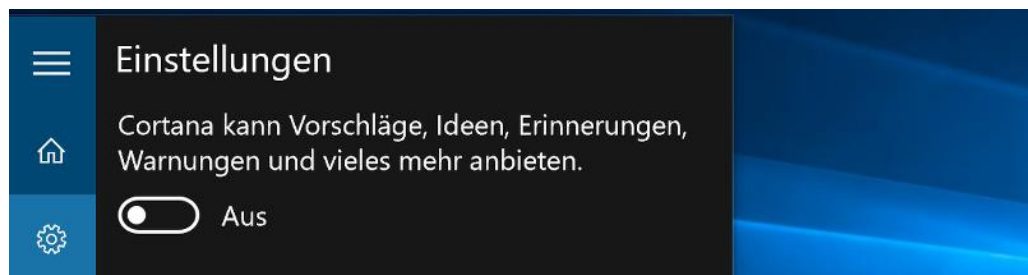 Einstellungen
Cortana kann Vorschläge, Ideen, Erinnerungen,
Warnungen und vieles mehr anbieten.
Aus